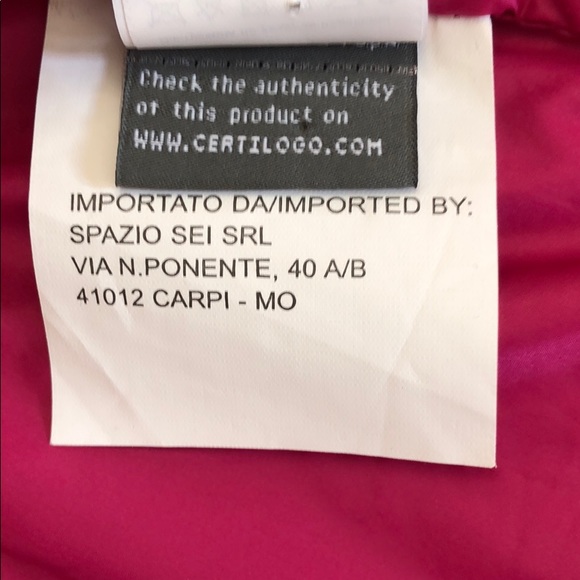 Check the authenticity
of this product on
WWW.CERTILOGO.COM
IMPORTATO DA/IMPORTED BY:
SPAZIO SEI SRL
VIA N.PONENTE, 40 A/B
41012 CARPI - MO